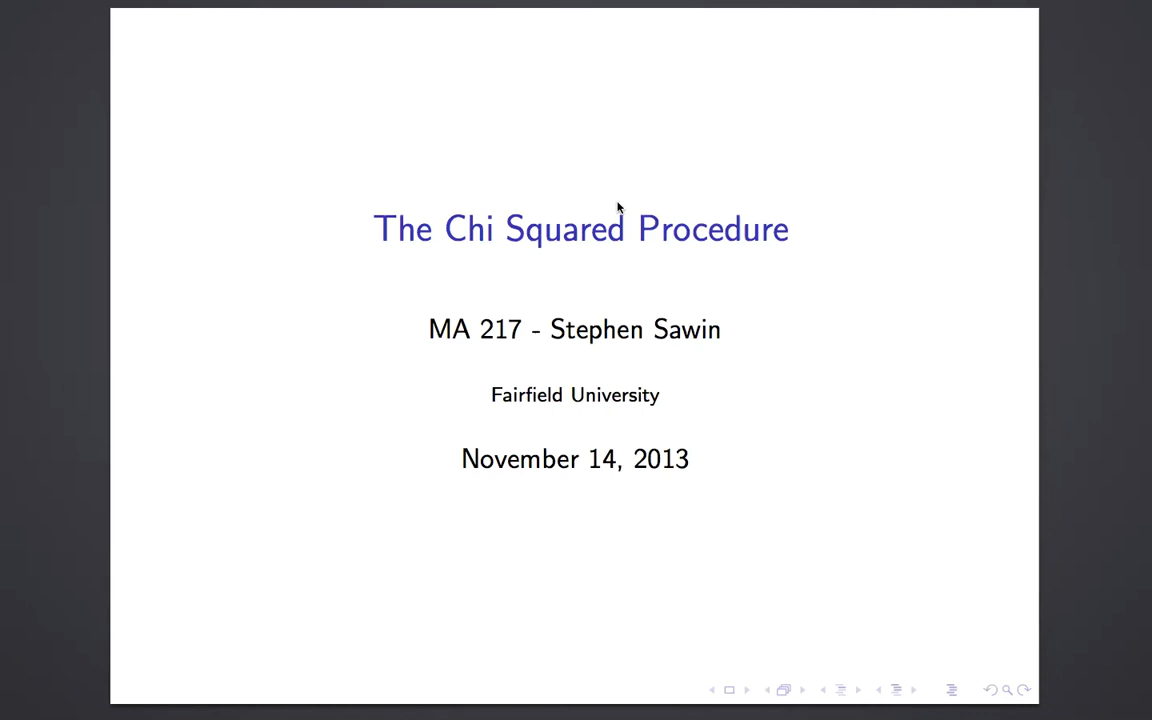 The Chi Squared Procedure
MA 217 - Stephen Sawin
Fairfield University
November 14, 2013